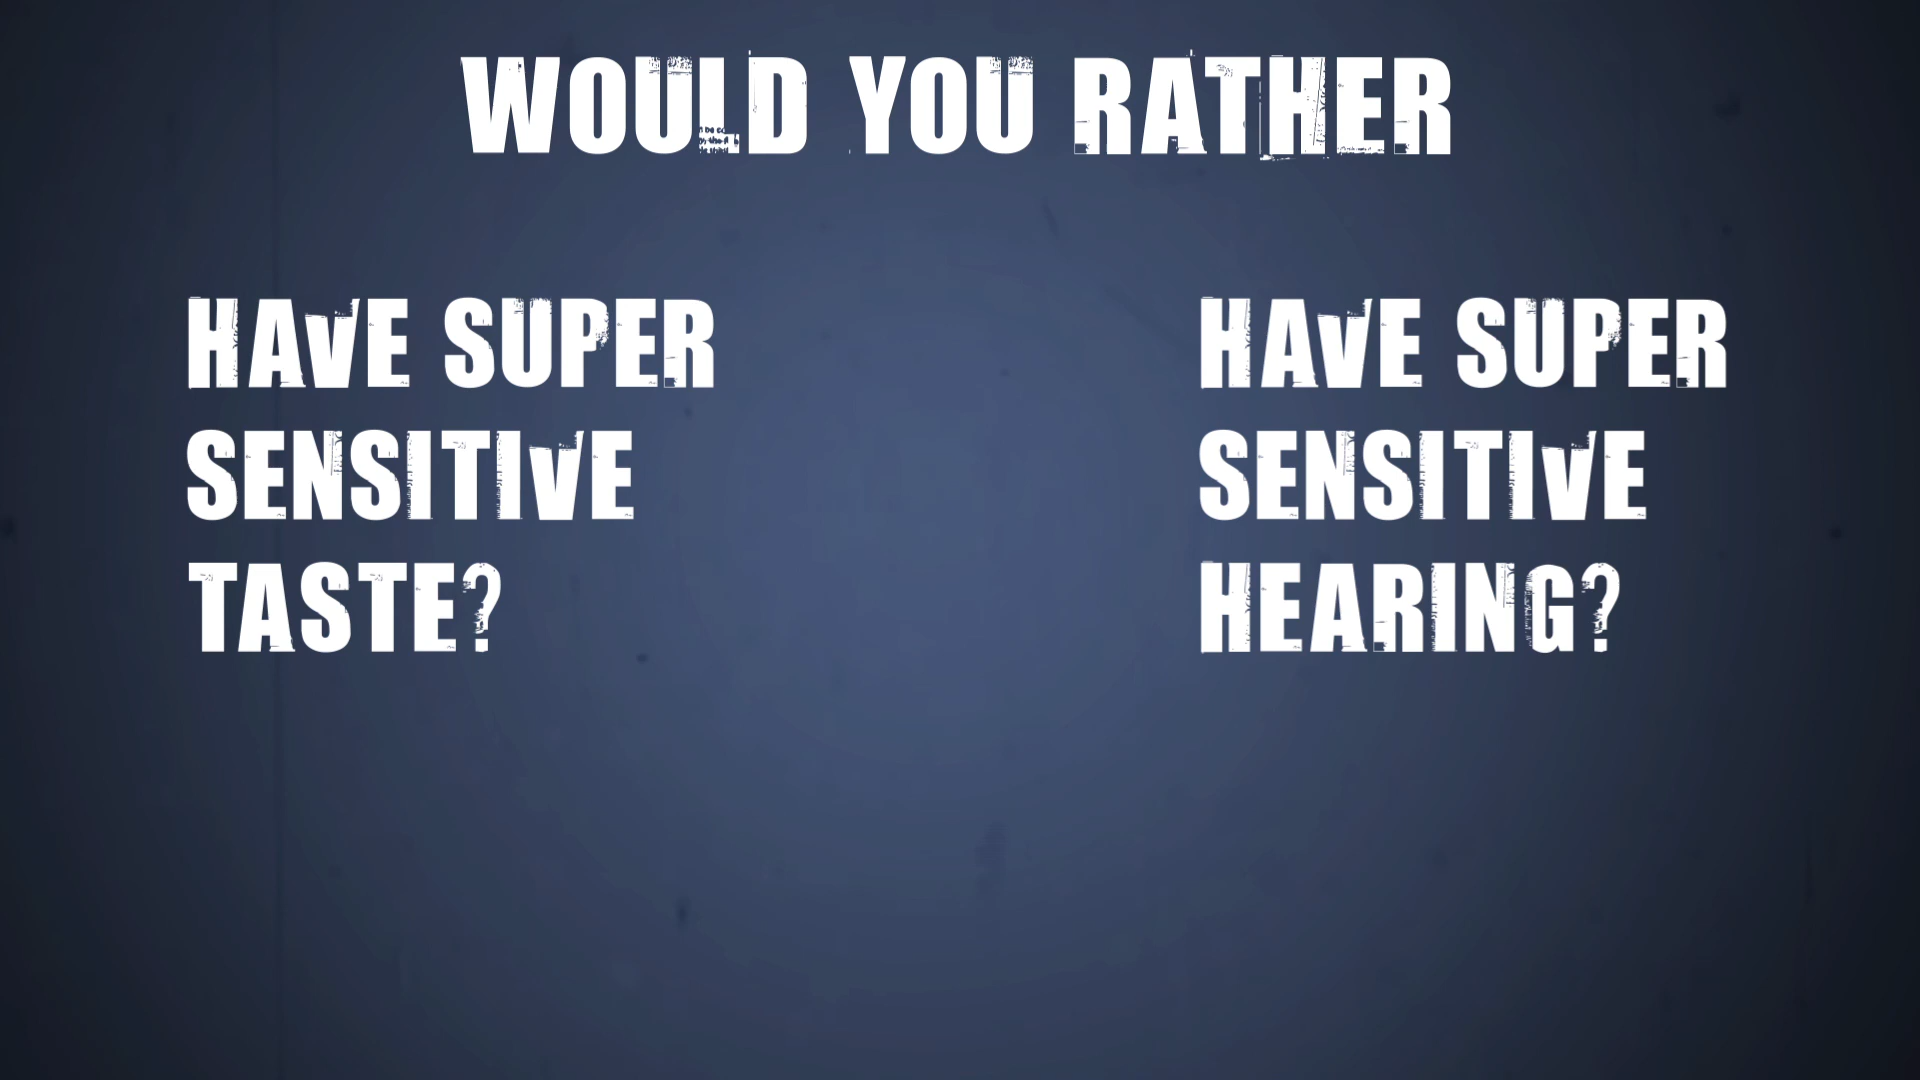 WOULD YOU RATHER
HAVE SUPER
SENSITIVE
TASTE?
HAVE SUPER
SENSITIVE
HEARING?